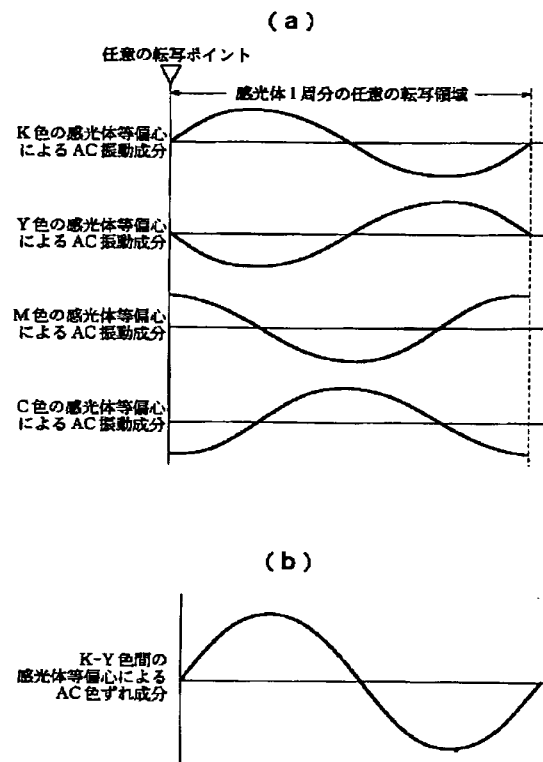 (a)
任意の転写ポイント
感光体1周分の任意の転写領域
K色の感光体等偏心
によるAC振動成分
Y色の感光体等偏心
によるAC振動成分
M色の感光体等偏心
によるAC振動成分
C色の感光体等偏心
によるAC振動成分
(b)
K-Y色間の
感光体等偏心による
AC色ずれ成分